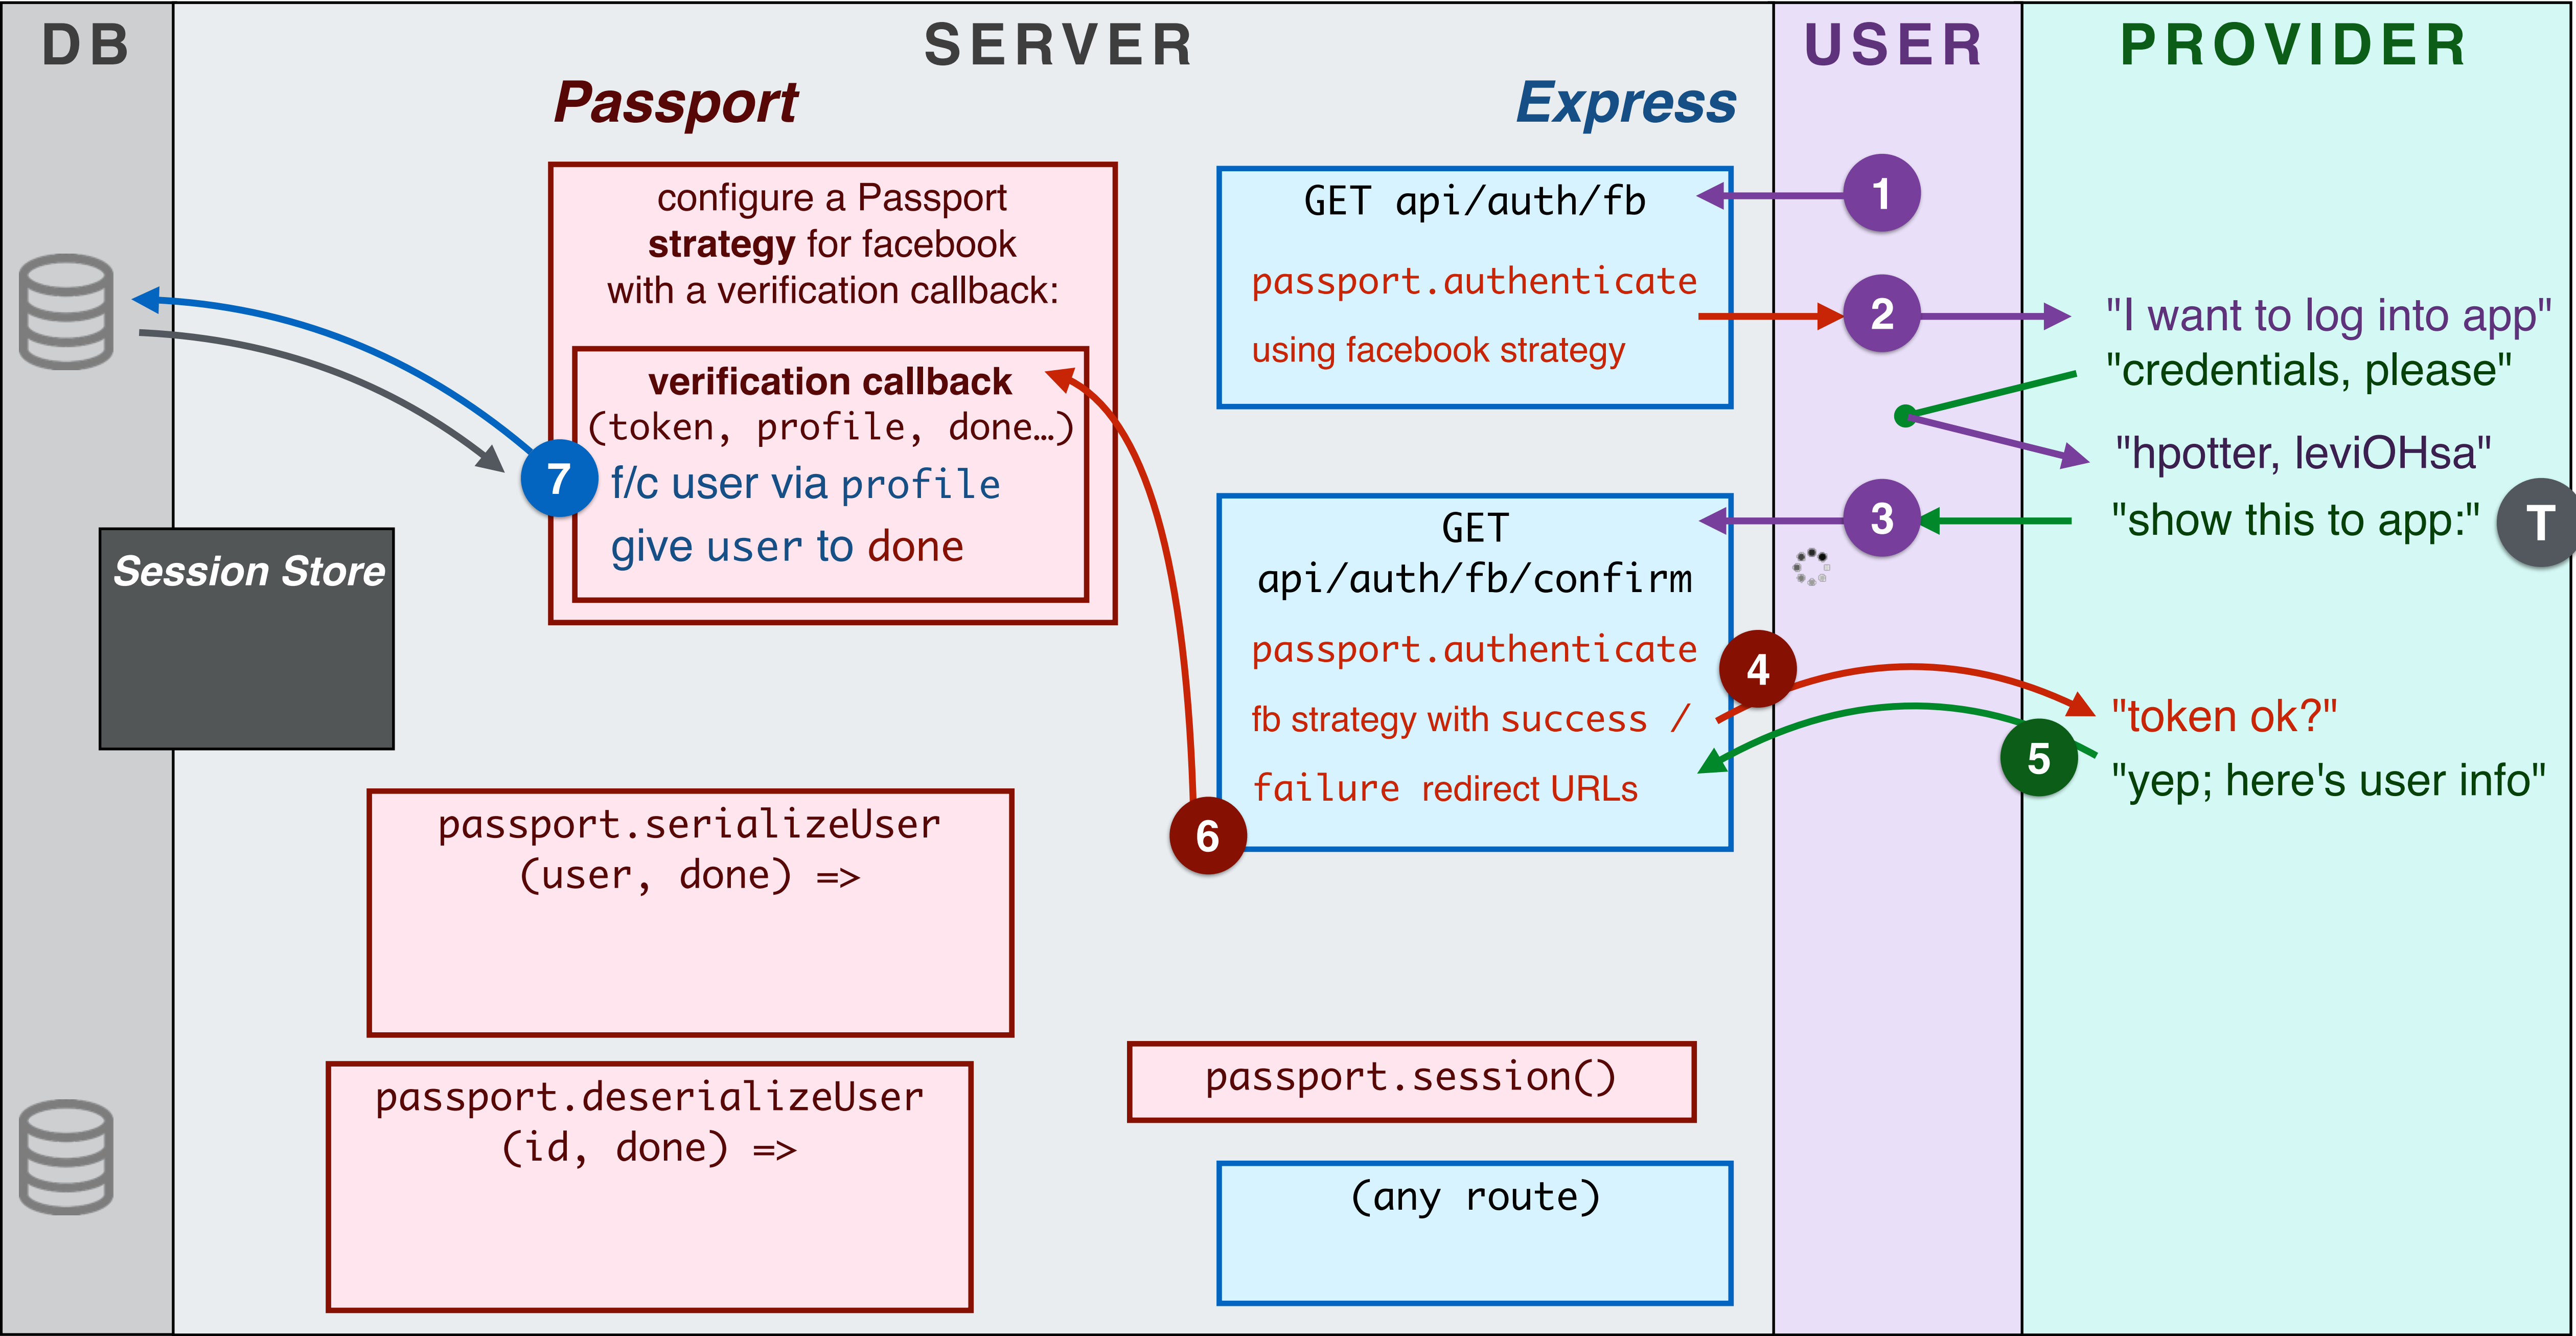 DB
SERVER
USER
PROVIDER
Passport
Express
configure a Passport
strategy for facebook
with a verification callback:
verification callback
(token, profile, done…)
7
f/c user via profile
give user to done
Session Store
passport.serializeUser
(user, done) =>
passport.deserializeUser
(id, done) =>
GET api/auth/fb
passport.authenticate
using facebook strategy
GET
api/auth/fb/confirm
passport.authenticate
fb strategy with success /
failure redirect URLs
6
passport.session()
(any route)
1
2
3
4
5
"I want to log into app"
"credentials, please"
"hpotter, leviOHsa"
"show this to app:"
T
"token ok?"
"yep; here's user info"